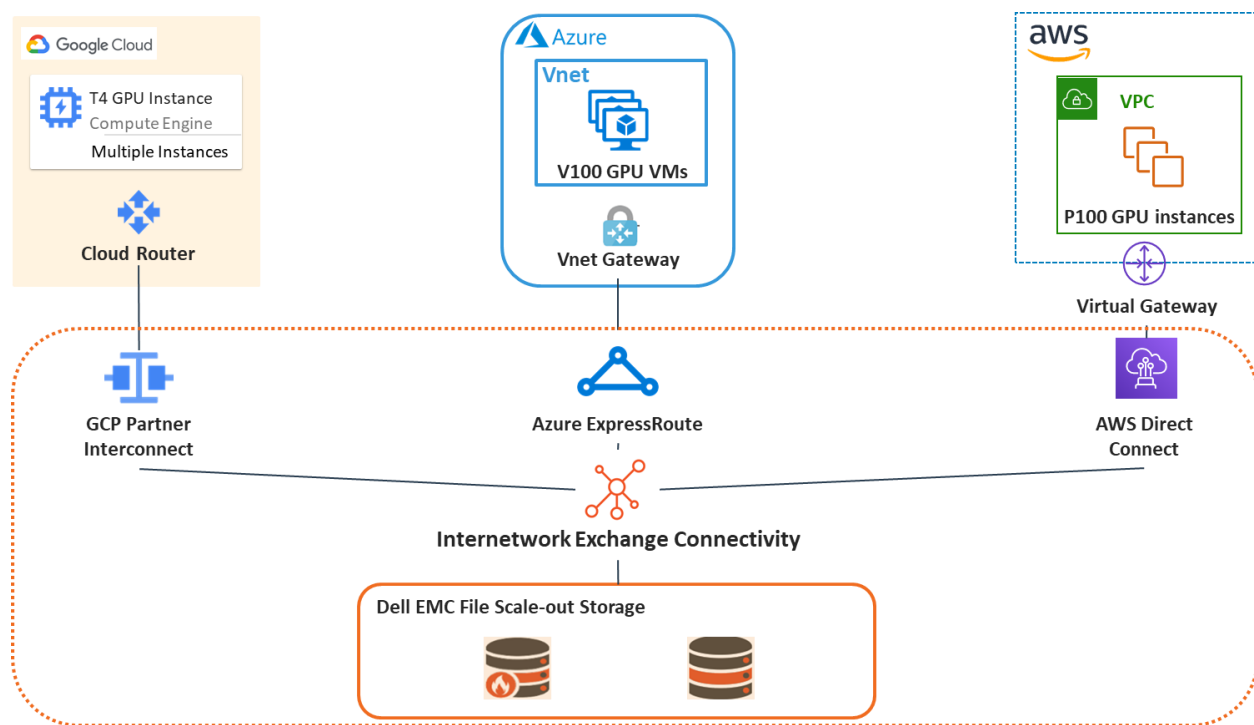 Google Cloud
T4 GPU Instance
Compute Engine
Multiple Instances
Cloud Router
Azure
Vnet
V100 GPU VMs
Vnet Gateway
aws
VPC
P100 GPU instances
Virtual Gateway
GCP Partner
Interconnect
Azure ExpressRoute
AWS Direct
Connect
Internetwork Exchange Connectivity
Dell EMC File Scale-out Storage